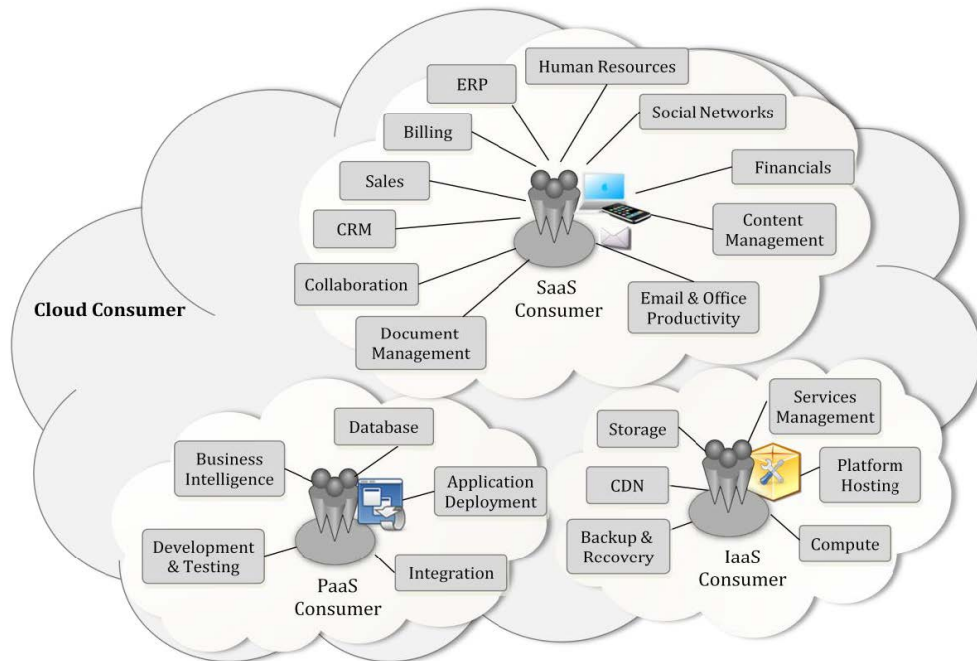 Human Resources
ERP
Social Networks
Billing
Financials
Sales
Content
Management
CRM
Collaboration
SaaS
Consumer
Email & Office
Productivity
Document
Management
Cloud Consumer
Database
Business
Intelligence
Application
Deployment
Development
& Testing
Integration
PaaS
Consumer
Services
Management
Storage
Platform
Hosting
CDN
Backup &
Rccovery
Compute
IaaS
Consumer